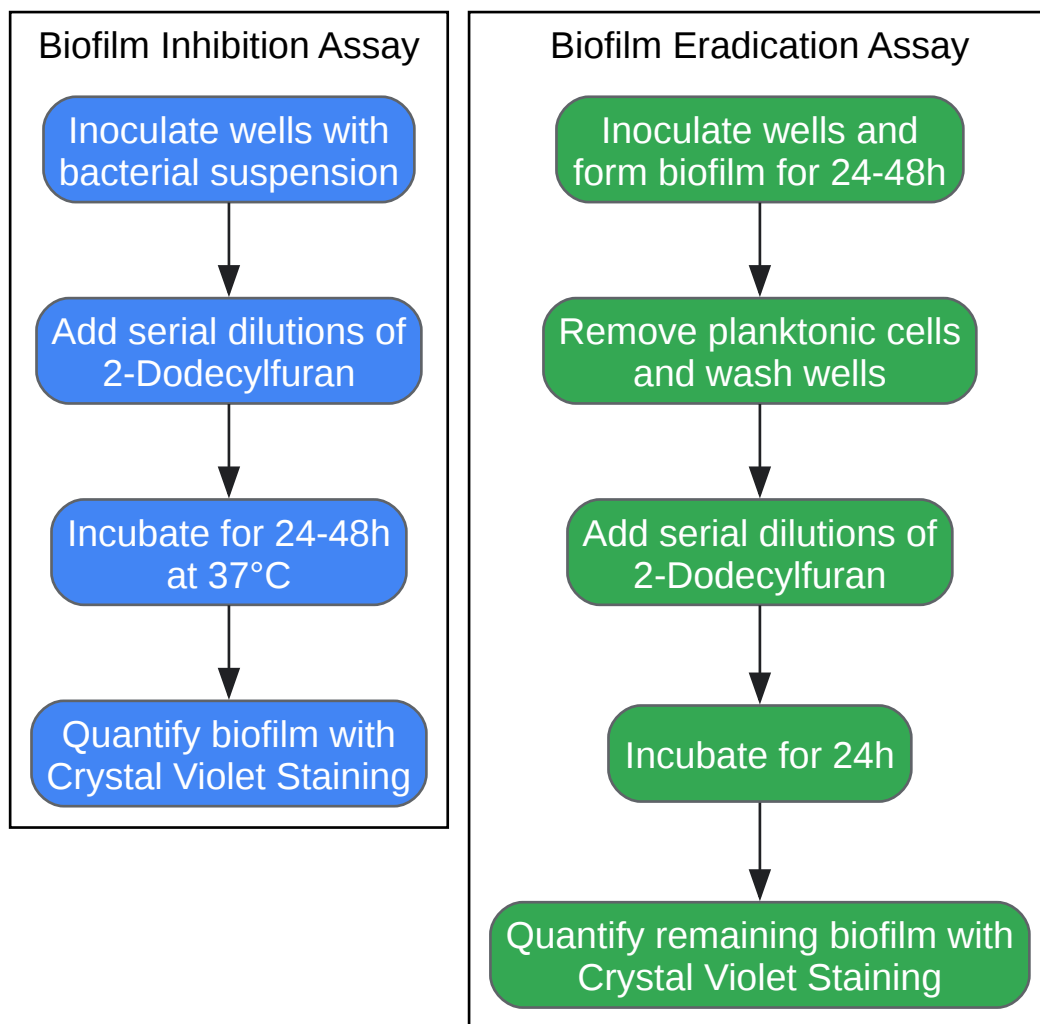 Biofilm Inhibition Assay
Inoculate wells with
bacterial suspension
Add serial dilutions of
2-Dodecylfuran
Incubate for 24-48h
at 37°C
Quantify biofilm with
Crystal Violet Staining
Biofilm Eradication Assay
Inoculate wells and
form biofilm for 24-48h
Remove planktonic cells
and wash wells
Add serial dilutions of
2-Dodecylfuran
Incubate for 24h
Quantify remaining biofilm with
Crystal Violet Staining